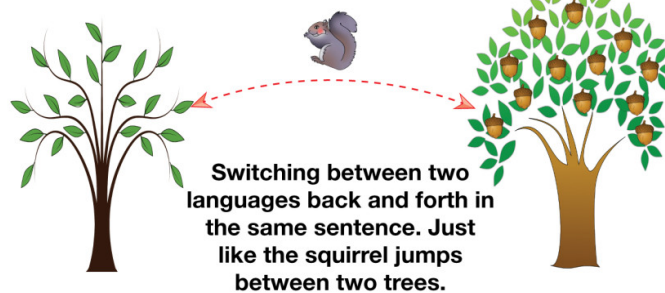 Switching between two
languages back and forth in
the same sentence. Just
like the squirrel jumps
between two trees.